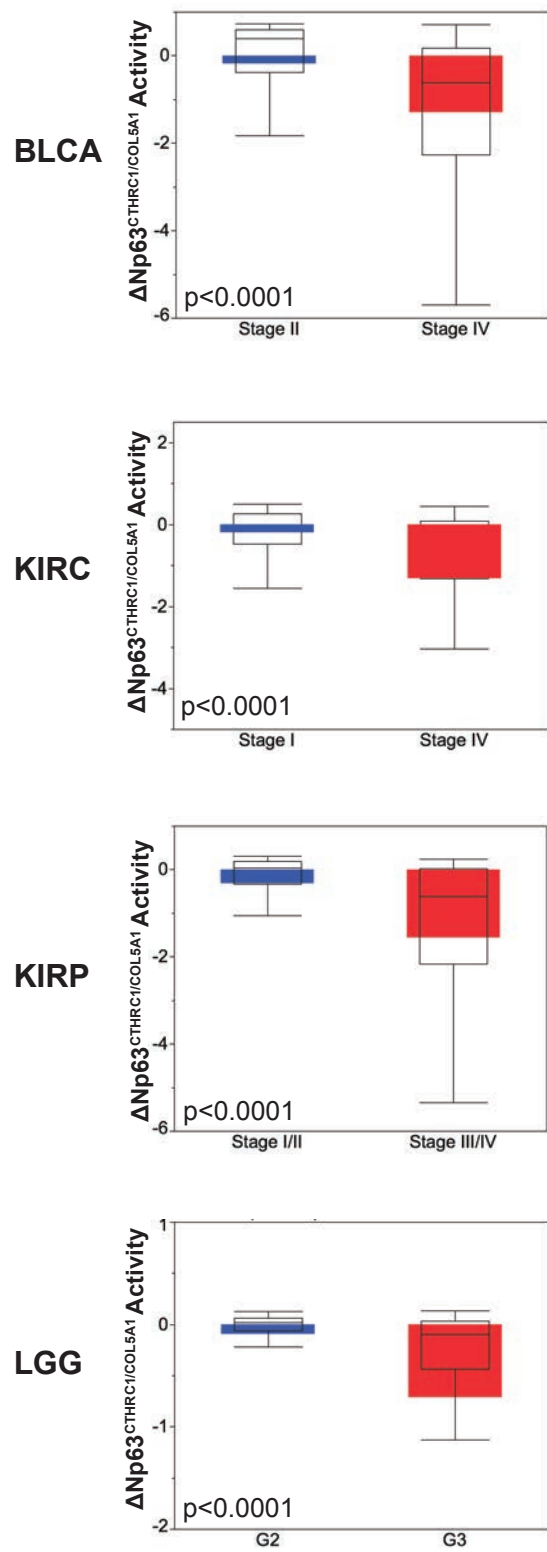 BLCA
ΔNp63CTHRC1/COL5A1 Activity
0
-2
-4
-6
p<0.0001
Stage II
Stage IV
KIRC
ΔNp63CTHRC1/COL5A1 Activity
2
0
-2
-4
p<0.0001
Stage I
Stage IV
KIRP
ΔNp63CTHRC1/COL5A1 Activity
0
-2
-4
-6
p<0.0001
Stage I/II
Stage III/IV
LGG
ΔNp63CTHRC1/COL5A1 Activity
1
0
-1
-2
p<0.0001
G2
G3